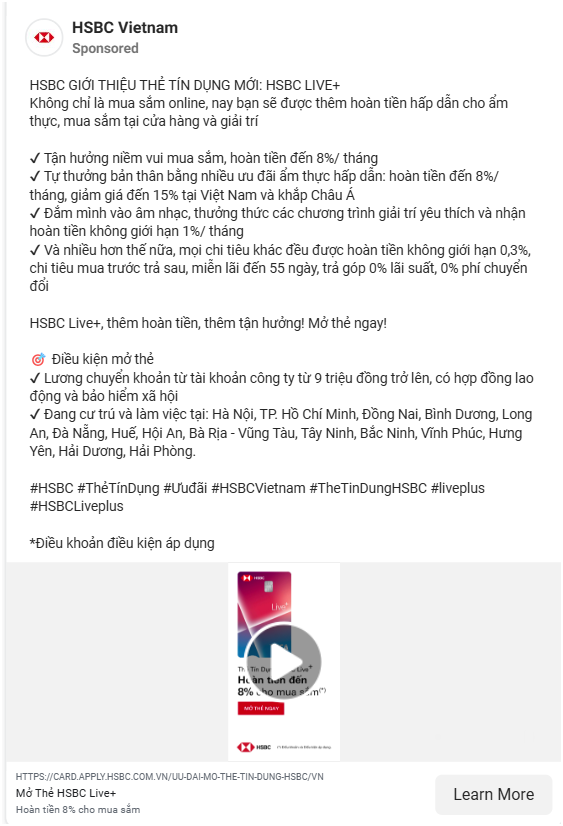 HSBC Vietnam
Sponsored
HSBC GIỚI THIỆU THẺ TÍN DỤNG MỚI: HSBC LIVE+
Không chỉ là mua sắm online, nay bạn sẽ được thêm hoàn tiền hấp dẫn cho ẩm
thực, mua sắm tại cửa hàng và giải trí
✓ Tận hưởng niềm vui mua sắm, hoàn tiền đến 8%/ tháng
✓ Tự thưởng bản thân bằng nhiều ưu đãi ẩm thực hấp dẫn: hoàn tiền đến 8%/
tháng, giảm giá đến 15% tại Việt Nam và khắp Châu Á
✓ Đắm mình vào âm nhạc, thưởng thức các chương trình giải trí yêu thích và nhận
hoàn tiền không giới hạn 1%/ tháng
✓ Và nhiều hơn thế nữa, mọi chi tiêu khác đều được hoàn tiền không giới hạn 0,3%,
chi tiêu mua trước trả sau, miễn lãi đến 55 ngày, trả góp 0% lãi suất, 0% phí chuyển
đổi
HSBC Live+, thêm hoàn tiền, thêm tận hưởng! Mở thẻ ngay!
🎯 Điều kiện mở thẻ
✓ Lương chuyển khoản từ tài khoản công ty từ 9 triệu đồng trở lên, có hợp đồng lao
động và bảo hiểm xã hội
✓ Đang cư trú và làm việc tại: Hà Nội, TP. Hồ Chí Minh, Đồng Nai, Bình Dương, Long
An, Đà Nẵng, Huế, Hội An, Bà Rịa - Vũng Tàu, Tây Ninh, Bắc Ninh, Vĩnh Phúc, Hưng
Yên, Hải Dương, Hải Phòng.
#HSBC #ThẻTínDụng #Ưuđãi #HSBCVietnam #TheTinDungHSBC #liveplus
#HSBCLiveplus
*Điều khoản điều kiện áp dụng
HSBC
Live+
Thẻ Tín Dụng Live+
Hoàn tiền đến
8% cho mua sắm(*)
MỞ THẺ NGAY
HSBC
(*) Điều khoản và Điều kiện áp dụng
HTTPS://CARD.APPLY.HSBC.COM.VN/UU-DAI-MO-THE-TIN-DUNG-HSBC/VN
Mở Thẻ HSBC Live+
Hoàn tiền 8% cho mua sắm
Learn More